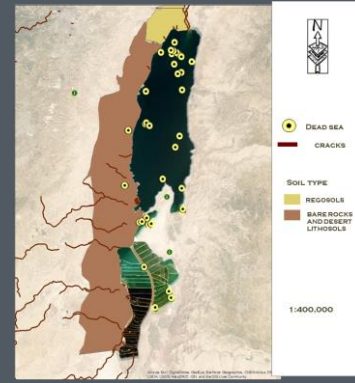 N
DEAD SEA
CRACKS
SOIL TYPE
REGOSOLS
BARE ROCKS
AND DESERT
LITHOSOLS
1:400,000